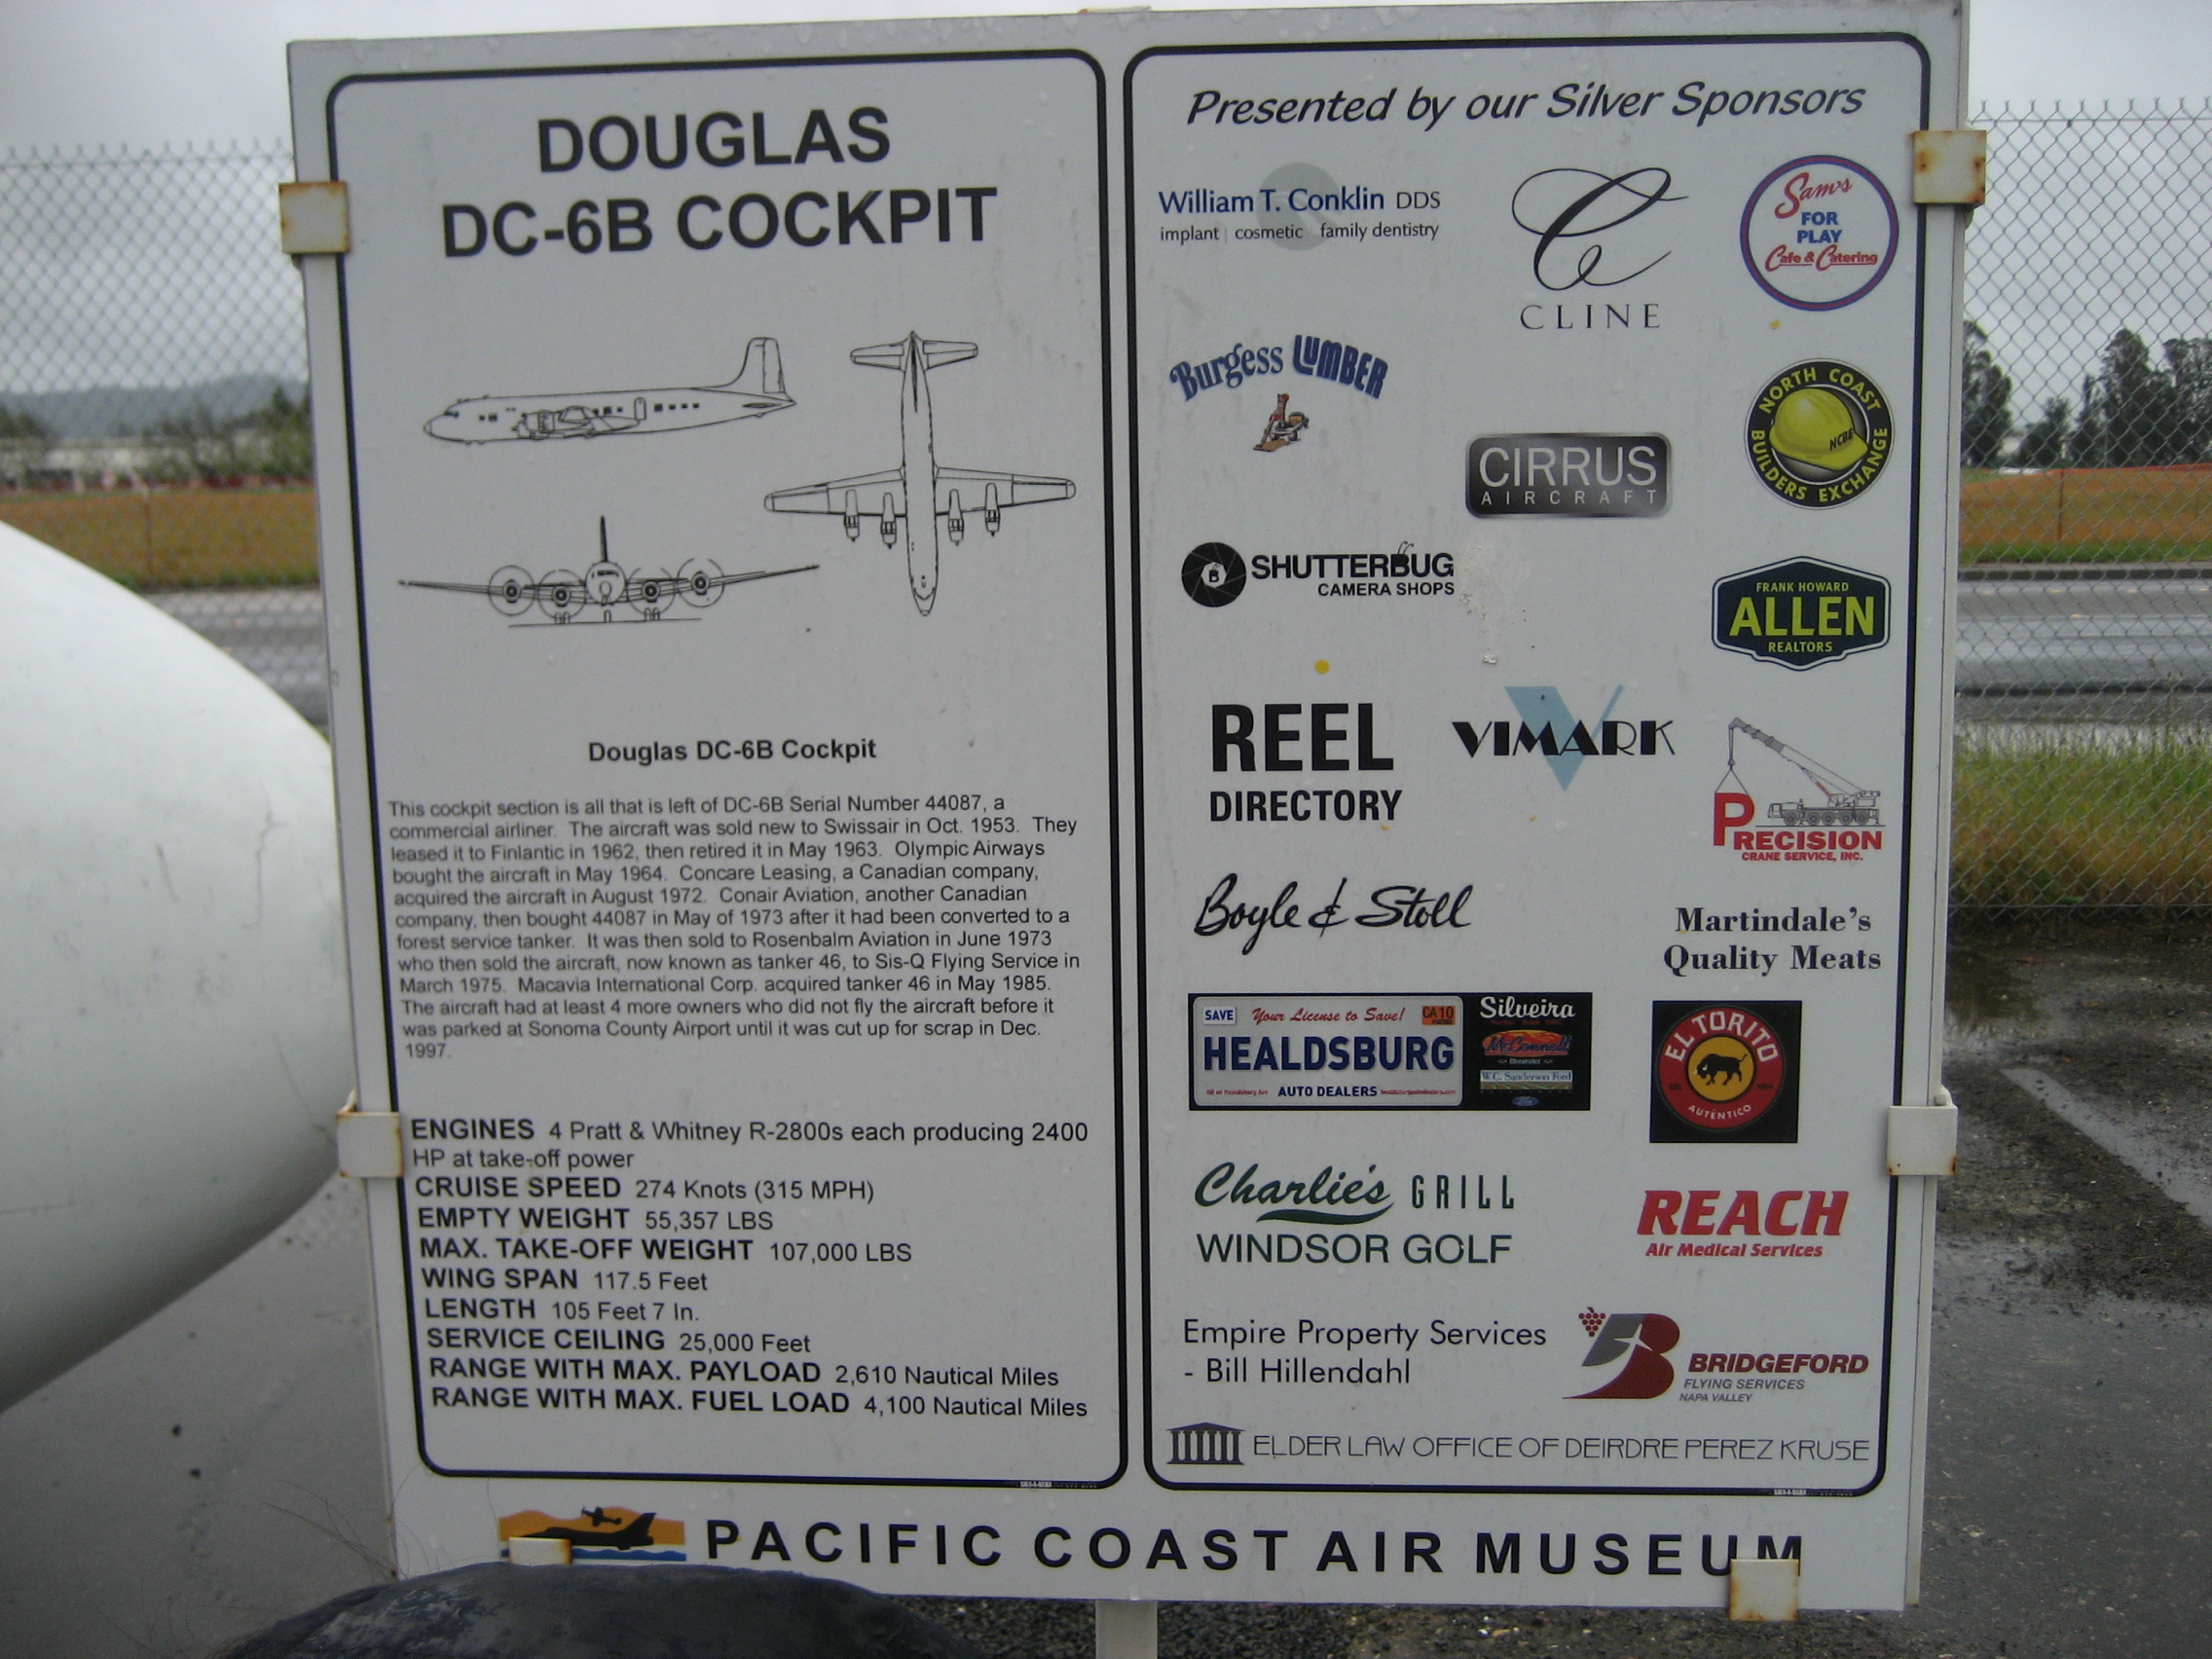 DOUGLAS
DC-6B COCKPIT
Douglas DC-6B Cockpit
This cockpit section is all that is left of DC-6B Serial Number 44087, a
commercial airliner. The aircraft was sold new to Swissair in Oct. 1953. They
leased it to Finlantic in 1962, then retired it in May 1963. Olympic Airways
bought the aircraft in May 1964. Concare Leasing, a Canadian company,
acquired the aircraft in August 1972. Conair Aviation, another Canadian
company, then bought 44087 in May of 1973 after it had been converted to a
forest service tanker. It was then sold to Rosenbalm Aviation in June 1973
who then sold the aircraft, now known as tanker 46, to Sis-Q Flying Service in
March 1975. Macavia International Corp. acquired tanker 46 in May 1985.
The aircraft had at least 4 more owners who did not fly the aircraft before it
was parked at Sonoma County Airport until it was cut up for scrap in Dec.
1997.
ENGINES 4 Pratt & Whitney R-2800s each producing 2400
HP at take-off power
CRUISE SPEED 274 Knots (315 MPH)
EMPTY WEIGHT 55,357 LBS
MAX. TAKE-OFF WEIGHT 107,000 LBS
WING SPAN 117.5 Feet
LENGTH 105 Feet 7 In.
SERVICE CEILING 25,000 Feet
RANGE WITH MAX. PAYLOAD 2,610 Nautical Miles
RANGE WITH MAX. FUEL LOAD 4,100 Nautical Miles
Presented by our Silver Sponsors
William T. Conklin DDS
implant cosmetic family dentistry
C
CLINE
Sam's
FOR
PLAY
Cafe & Catering
Burgess LUMBER
NORTH COAST
NCBE
BUILDERS EXCHANGE
CIRRUS
AIRCRAFT
B
SHUTTERBUG
CAMERA SHOPS
FRANK HOWARD
ALLEN
REALTORS
REEL
DIRECTORY
VIMARK
PRECISION
CRANE SERVICE, INC.
Boyle & Stoll
Martindale's
Quality Meats
SAVE Your License to Save! CA10
HEALDSBURG
AUTO DEALERS
Silveira
McConnell
Chevrolet
W.C. Sanderson Ford
Ford
EL TORITO
AUTÉNTICO
Charlie's GRILL
WINDSOR GOLF
REACH
Air Medical Services
Empire Property Services
- Bill Hillendahl
BRIDGEFORD
FLYING SERVICES
NAPA VALLEY
ELDER LAW OFFICE OF DEIRDRE PEREZ KRUSE
PACIFIC COAST AIR MUSEUM